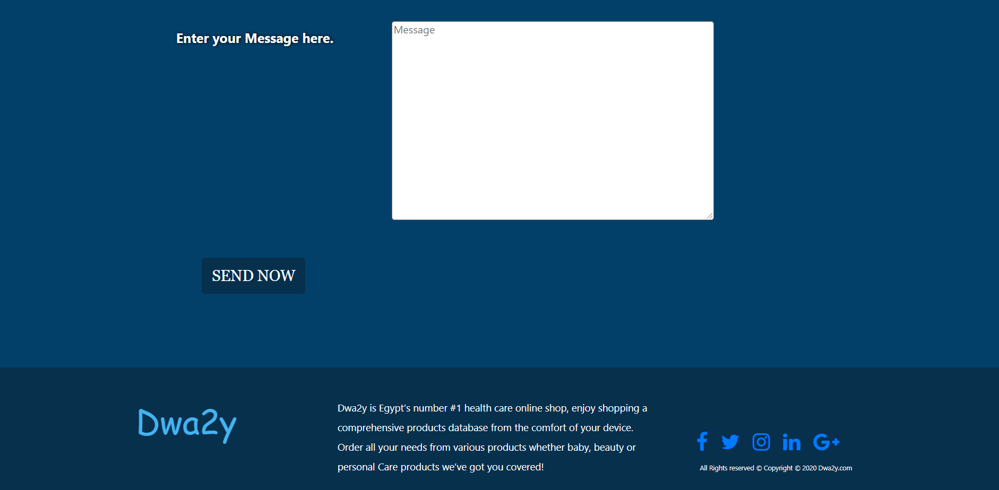 Enter your Message here.
Message
SEND NOW
Dwa2y
Dwa2y is Egypt’s number #1 health care online shop, enjoy shopping a
comprehensive products database from the comfort of your device.
Order all your needs from various products whether baby, beauty or
personal Care products we’ve got you covered!
All Rights reserved © Copyright © 2020 Dwa2y.com